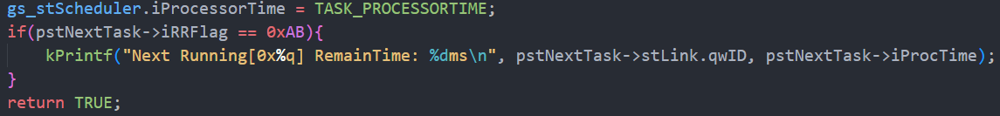 gs_stScheduler.iProcessorTime = TASK_PROCESSORTIME;
if(pstNextTask->iRRFlag == 0xAB){
    kPrintf("Next Running[0x%q] RemainTime: %dms\n", pstNextTask->stLink.qwID, pstNextTask->iProcTime);
}
return TRUE;